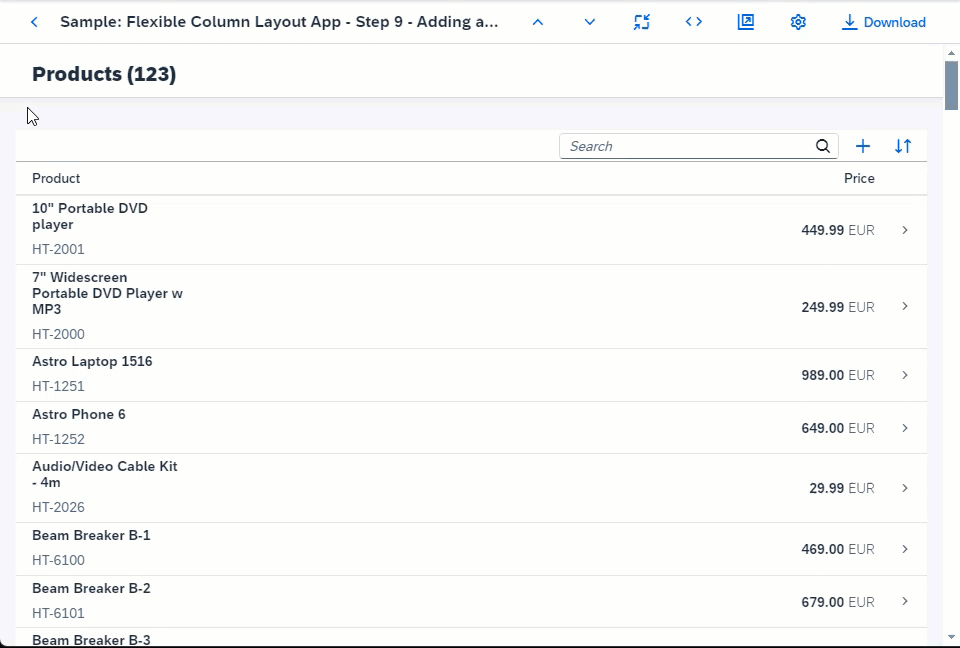 Sample: Flexible Column Layout App - Step 9 - Adding a...
Download
Products (123)
Search
Product Price
10" Portable DVD
player
HT-2001
449.99 EUR
7" Widescreen
Portable DVD Player w
MP3
HT-2000
249.99 EUR
Astro Laptop 1516
HT-1251
989.00 EUR
Astro Phone 6
HT-1252
649.00 EUR
Audio/Video Cable Kit
- 4m
HT-2026
29.99 EUR
Beam Breaker B-1
HT-6100
469.00 EUR
Beam Breaker B-2
HT-6101
679.00 EUR
Beam Breaker B-3